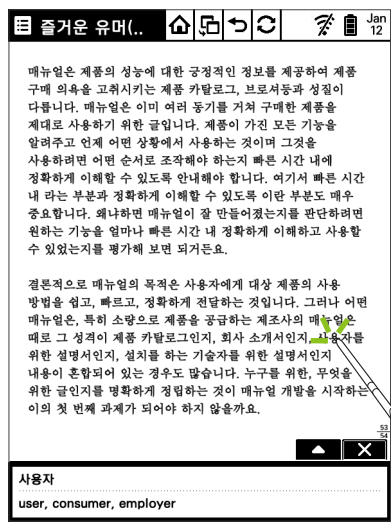 즐거운 유머(..
Jan
12
매뉴얼은 제품의 성능에 대한 긍정적인 정보를 제공하여 제품
구매 의욕을 고취시키는 제품 카탈로그, 브로셔등과 성질이
다릅니다. 매뉴얼은 이미 여러 동기를 거쳐 구매한 제품을
제대로 사용하기 위한 글입니다. 제품이 가진 모든 기능을
알려주고 언제 어떤 상황에서 사용하는 것이며 그것을
사용하려면 어떤 순서로 조작해야 하는지 빠른 시간 내에
정확하게 이해할 수 있도록 안내해야 합니다. 여기서 빠른 시간
내 라는 부분과 정확하게 이해할 수 있도록 이란 부분도 매우
중요합니다. 왜냐하면 매뉴얼이 잘 만들어졌는지를 판단하려면
원하는 기능을 얼마나 빠른 시간 내 정확하게 이해하고 사용할
수 있었는지를 평가해 보면 되거든요.
결론적으로 매뉴얼의 목적은 사용자에게 대상 제품의 사용
방법을 쉽고, 빠르고, 정확하게 전달하는 것입니다. 그러나 어떤
매뉴얼은, 특히 소량으로 제품을 공급하는 제조사의 매뉴얼은
때로 그 성격이 제품 카탈로그인지, 회사 소개서인지, 사용자를
위한 설명서인지, 설치를 하는 기술자를 위한 설명서인지
내용이 혼합되어 있는 경우도 많습니다. 누구를 위한, 무엇을
위한 글인지를 명확하게 정립하는 것이 매뉴얼 개발을 시작하는
이의 첫 번째 과제가 되어야 하지 않을까요.
53
54
사용자
user, consumer, employer